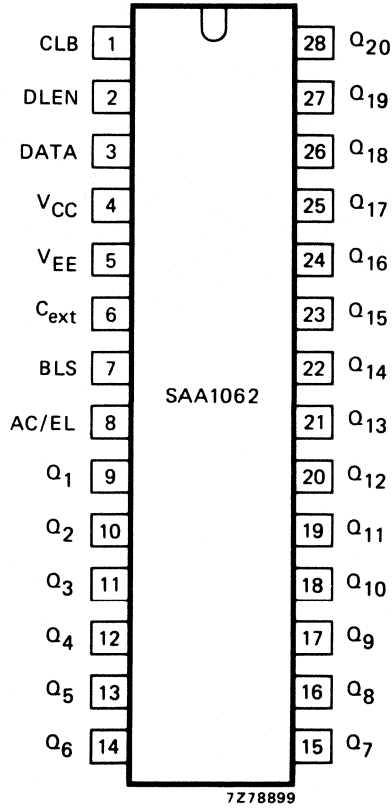 CLB 1 28 Q20
DLEN 2 27 Q19
DATA 3 26 Q18
VCC 4 25 Q17
VEE 5 24 Q16
Cext 6 23 Q15
BLS 7 22 Q14
SAA1062
AC/EL 8 21 Q13
Q1 9 20 Q12
Q2 10 19 Q11
Q3 11 18 Q10
Q4 12 17 Q9
Q5 13 16 Q8
Q6 14 15 Q7
7Z78899